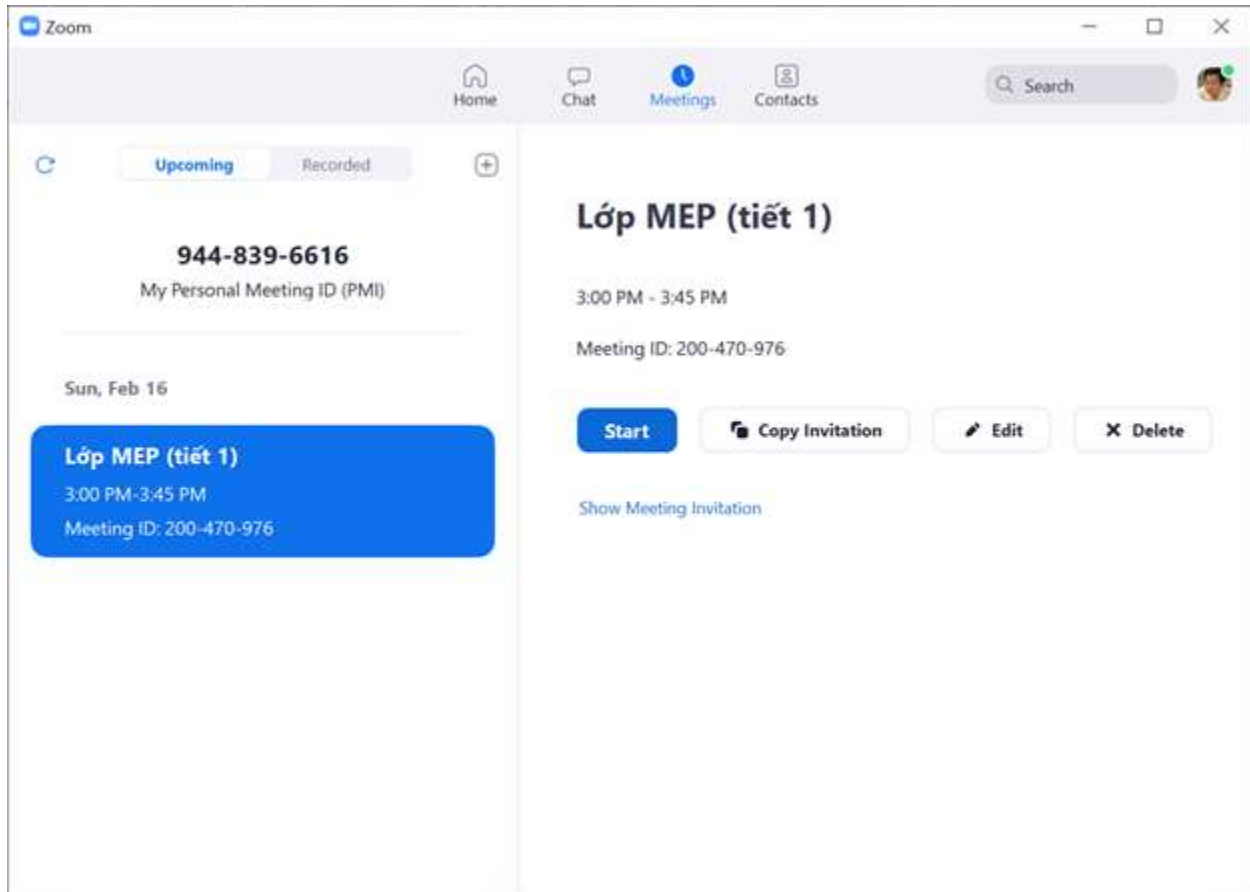 Zoom
Home
Chat
Meetings
Contacts
Search
Upcoming
Recorded
944-839-6616
My Personal Meeting ID (PMI)
Sun, Feb 16
Lớp MEP (tiết 1)
3:00 PM-3:45 PM
Meeting ID: 200-470-976
Lớp MEP (tiết 1)
3:00 PM - 3:45 PM
Meeting ID: 200-470-976
Start
Copy Invitation
Edit
Delete
Show Meeting Invitation